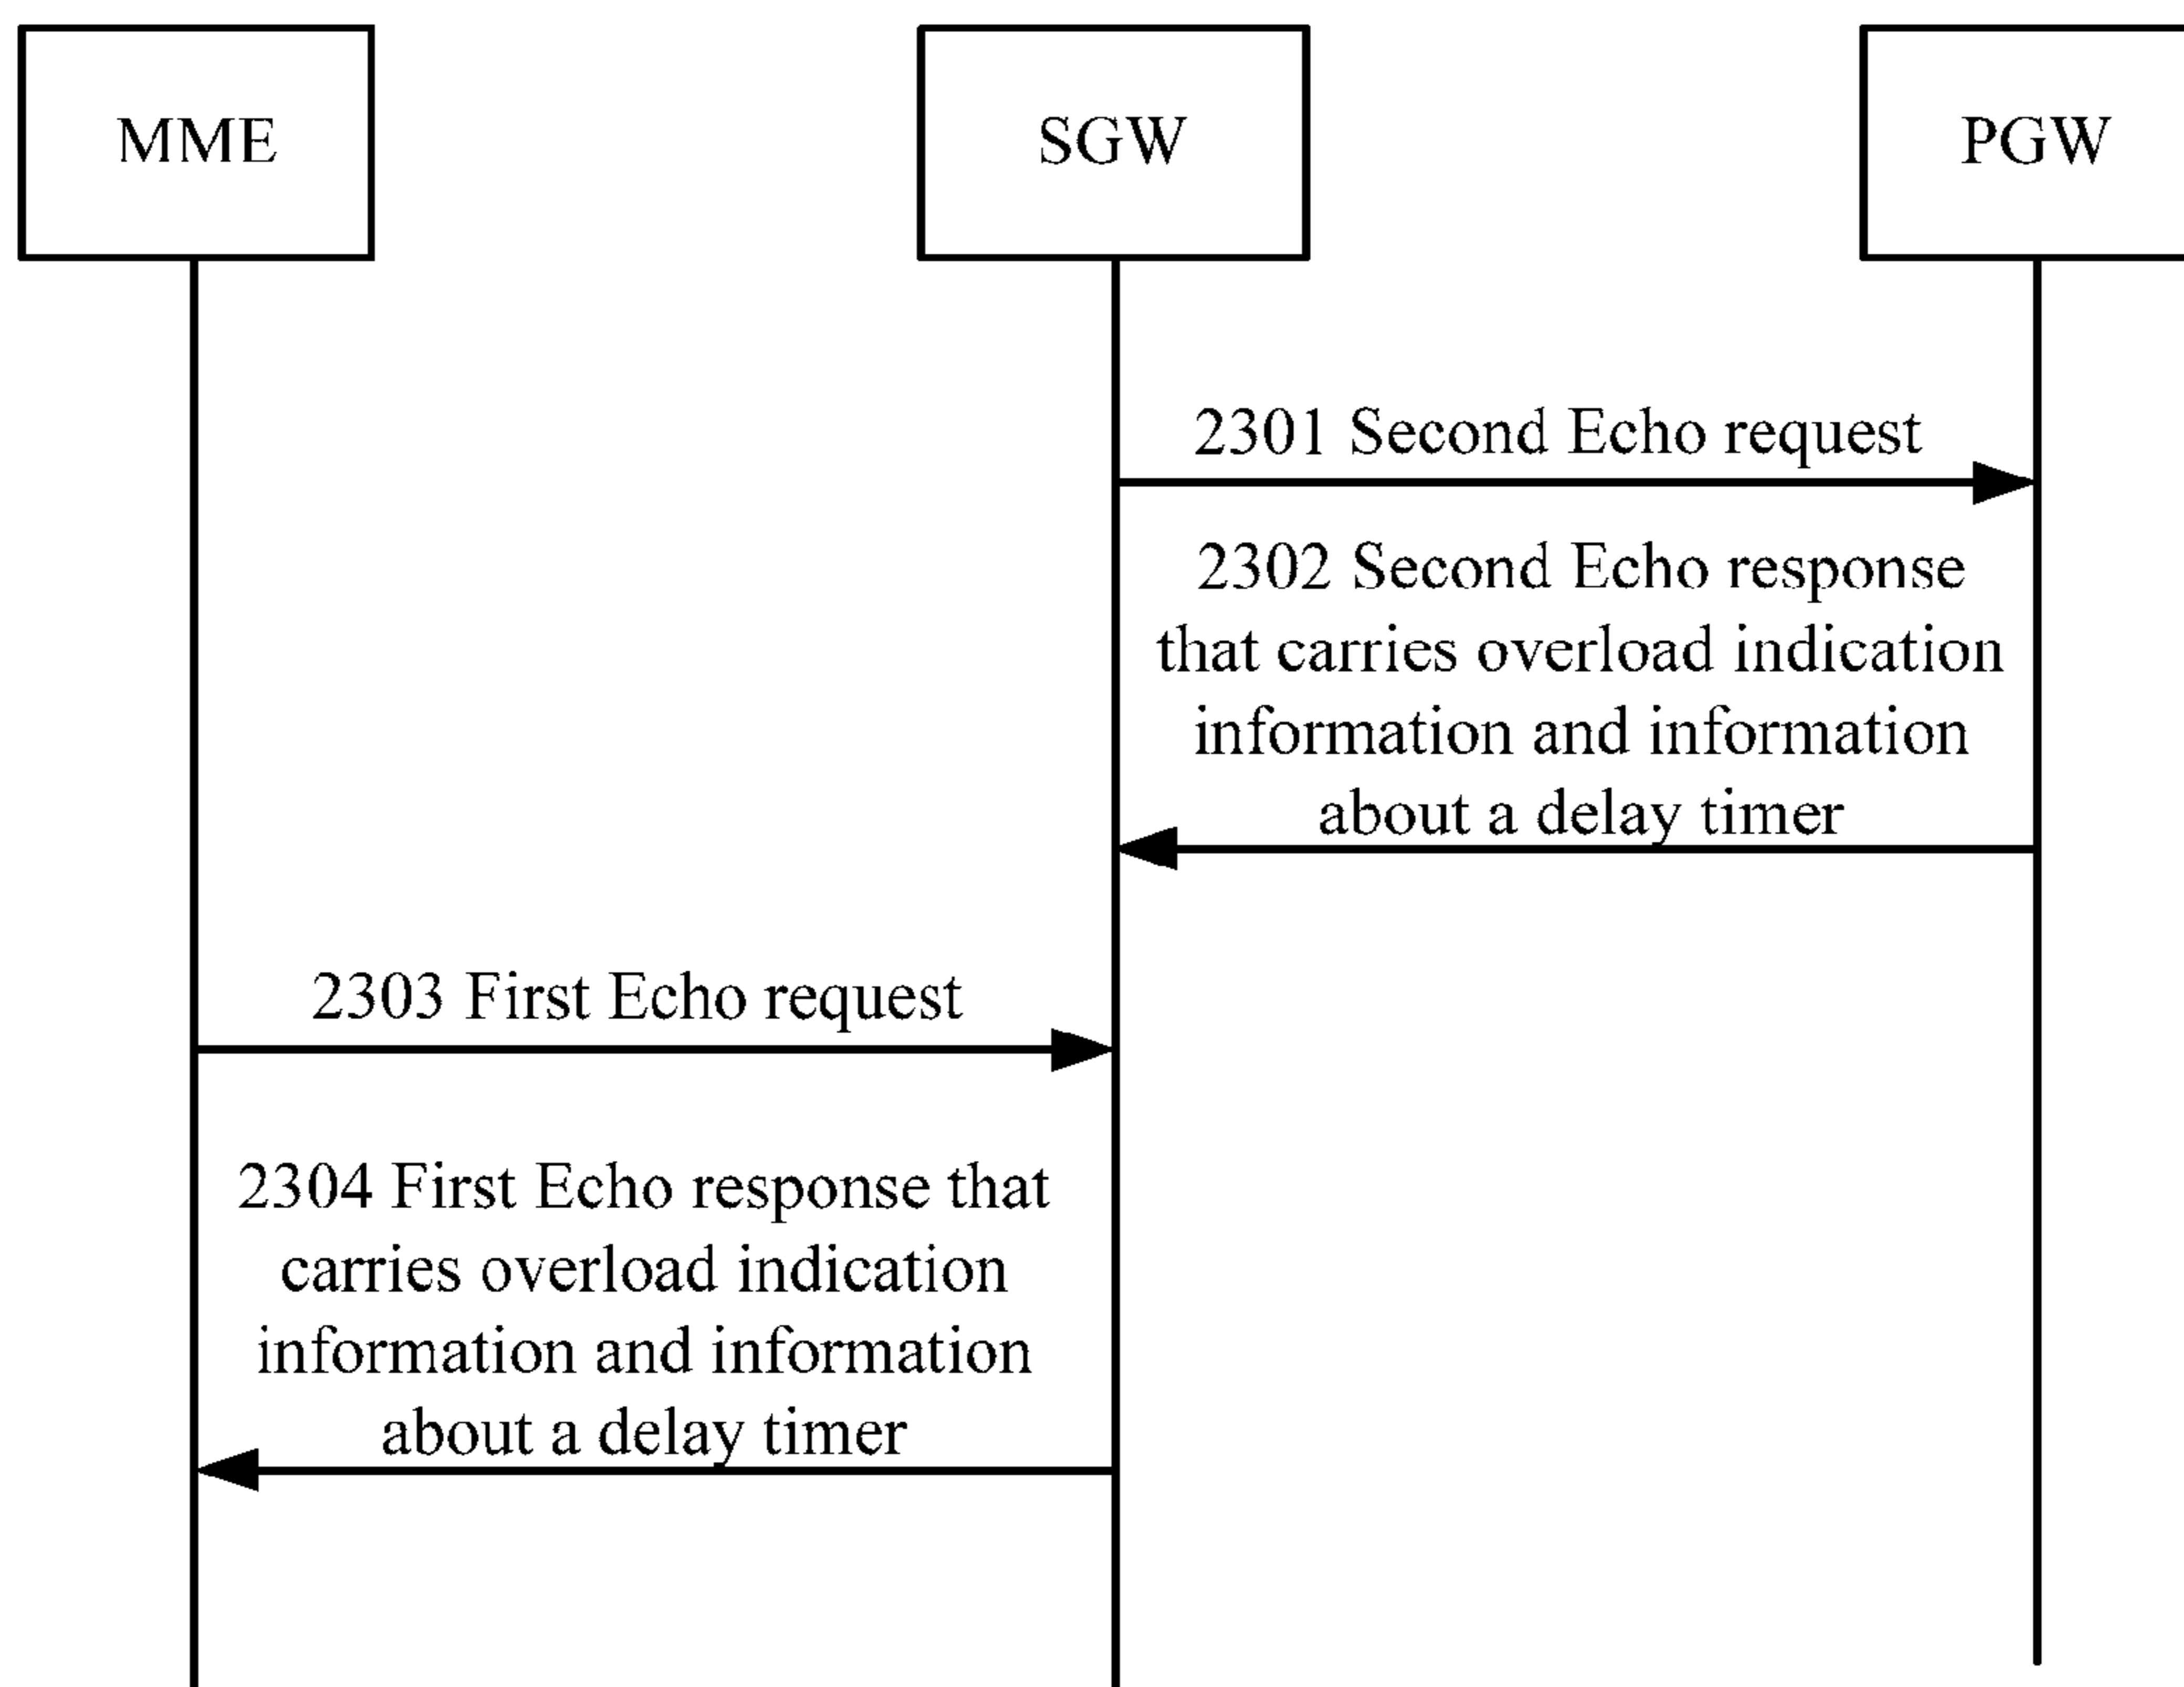 MME
SGW
PGW
2301 Second Echo request
2302 Second Echo response
that carries overload indication
information and information
about a delay timer
2303 First Echo request
2304 First Echo response that
carries overload indication
information and information
about a delay timer